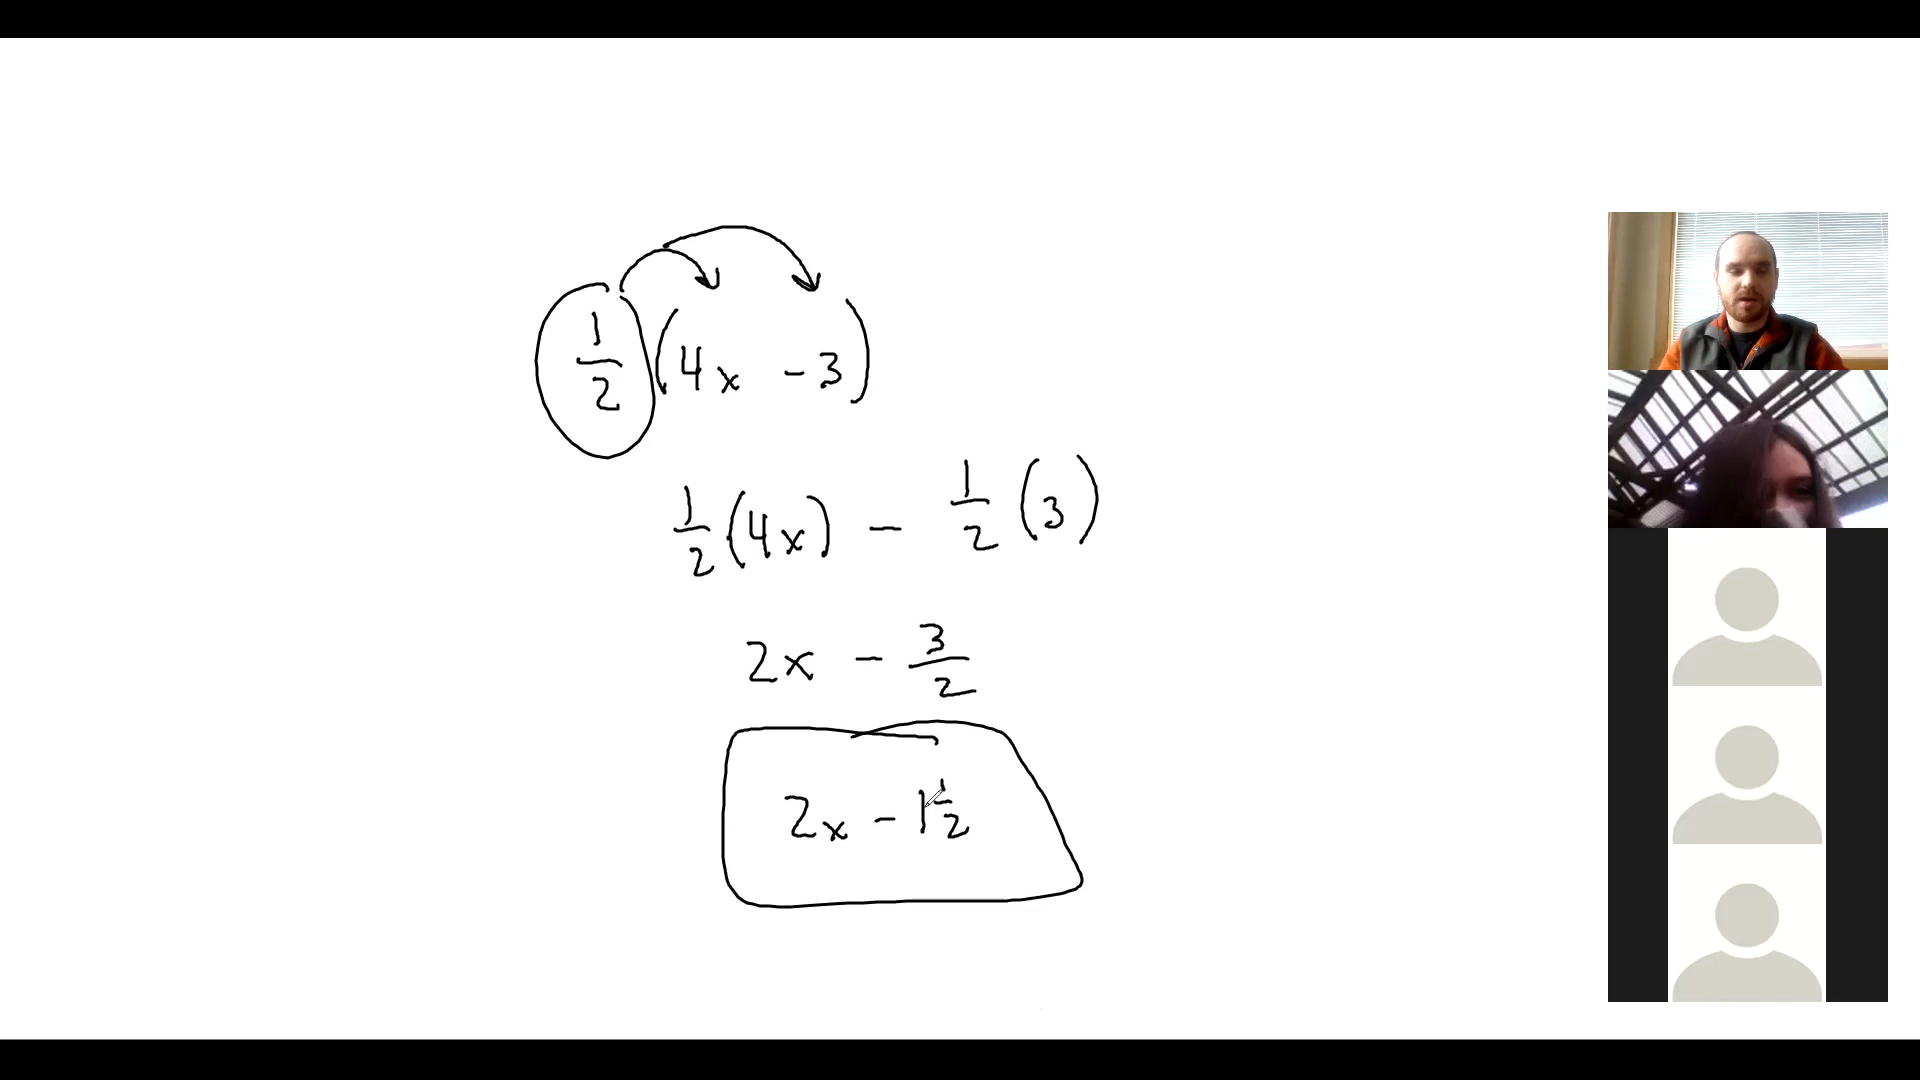 1/2 (4x - 3)
1/2 (4x) - 1/2 (3)
2x - 3/2
2x - 1 1/2